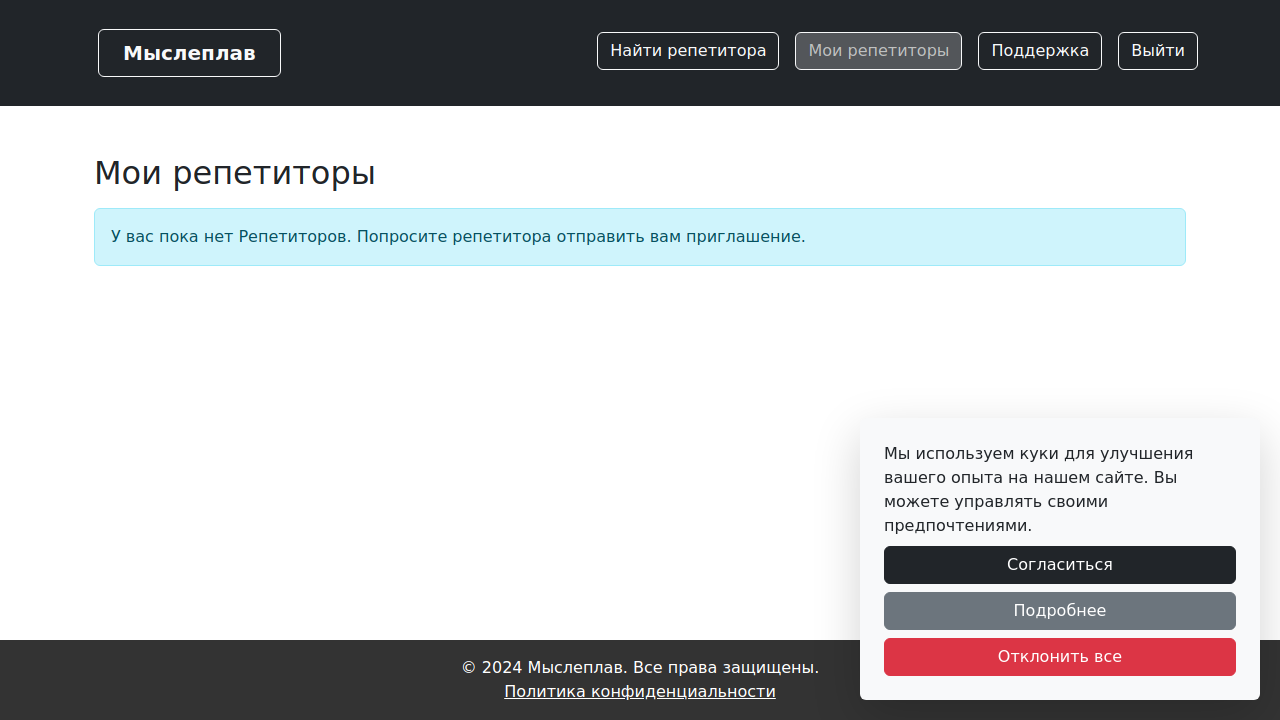 Мыслеплав
Найти репетитора
Мои репетиторы
Поддержка
Выйти
Мои репетиторы
У вас пока нет Репетиторов. Попросите репетитора отправить вам приглашение.
Мы используем куки для улучшения
вашего опыта на нашем сайте. Вы
можете управлять своими
предпочтениями.
Согласиться
Подробнее
Отклонить все
© 2024 Мыслеплав. Все права защищены.
Политика конфиденциальности